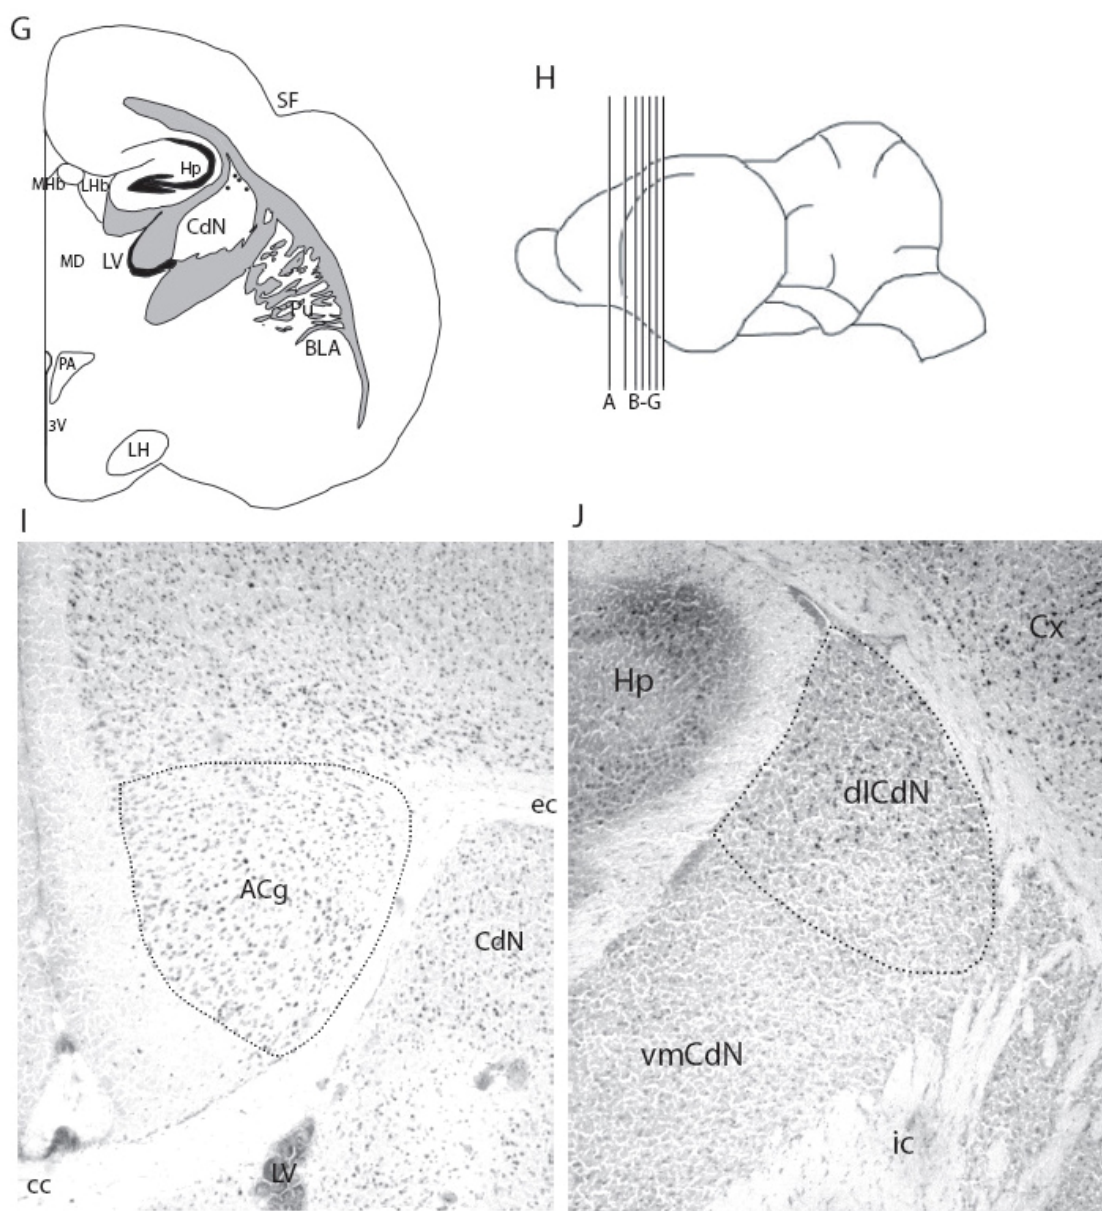 G
SF
Hp
MHb
LHb
CdN
MD
LV
Pu
BLA
PA
3V
LH
H
A
B-G
I
ACg
ec
CdN
LV
cc
J
Cx
Hp
dlCdN
vmCdN
ic